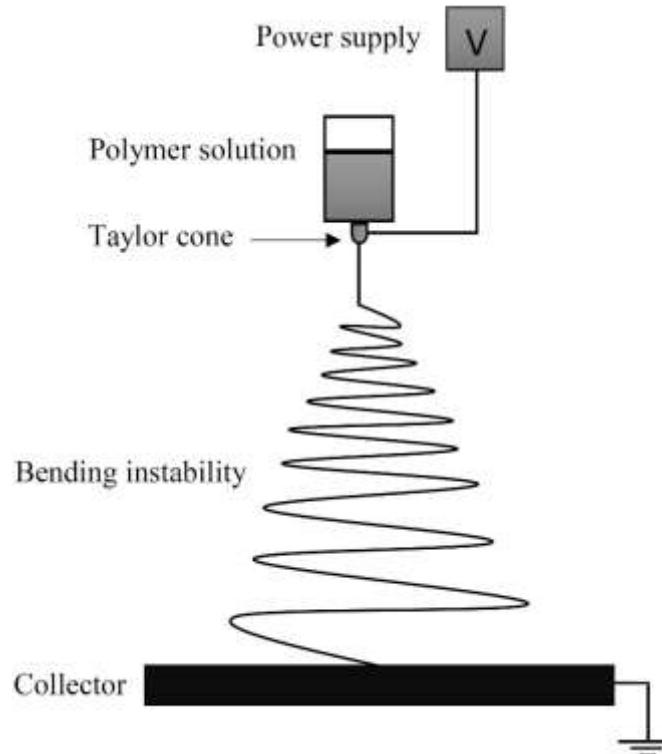 Power supply
V
Polymer solution
Taylor cone
Bending instability
Collector